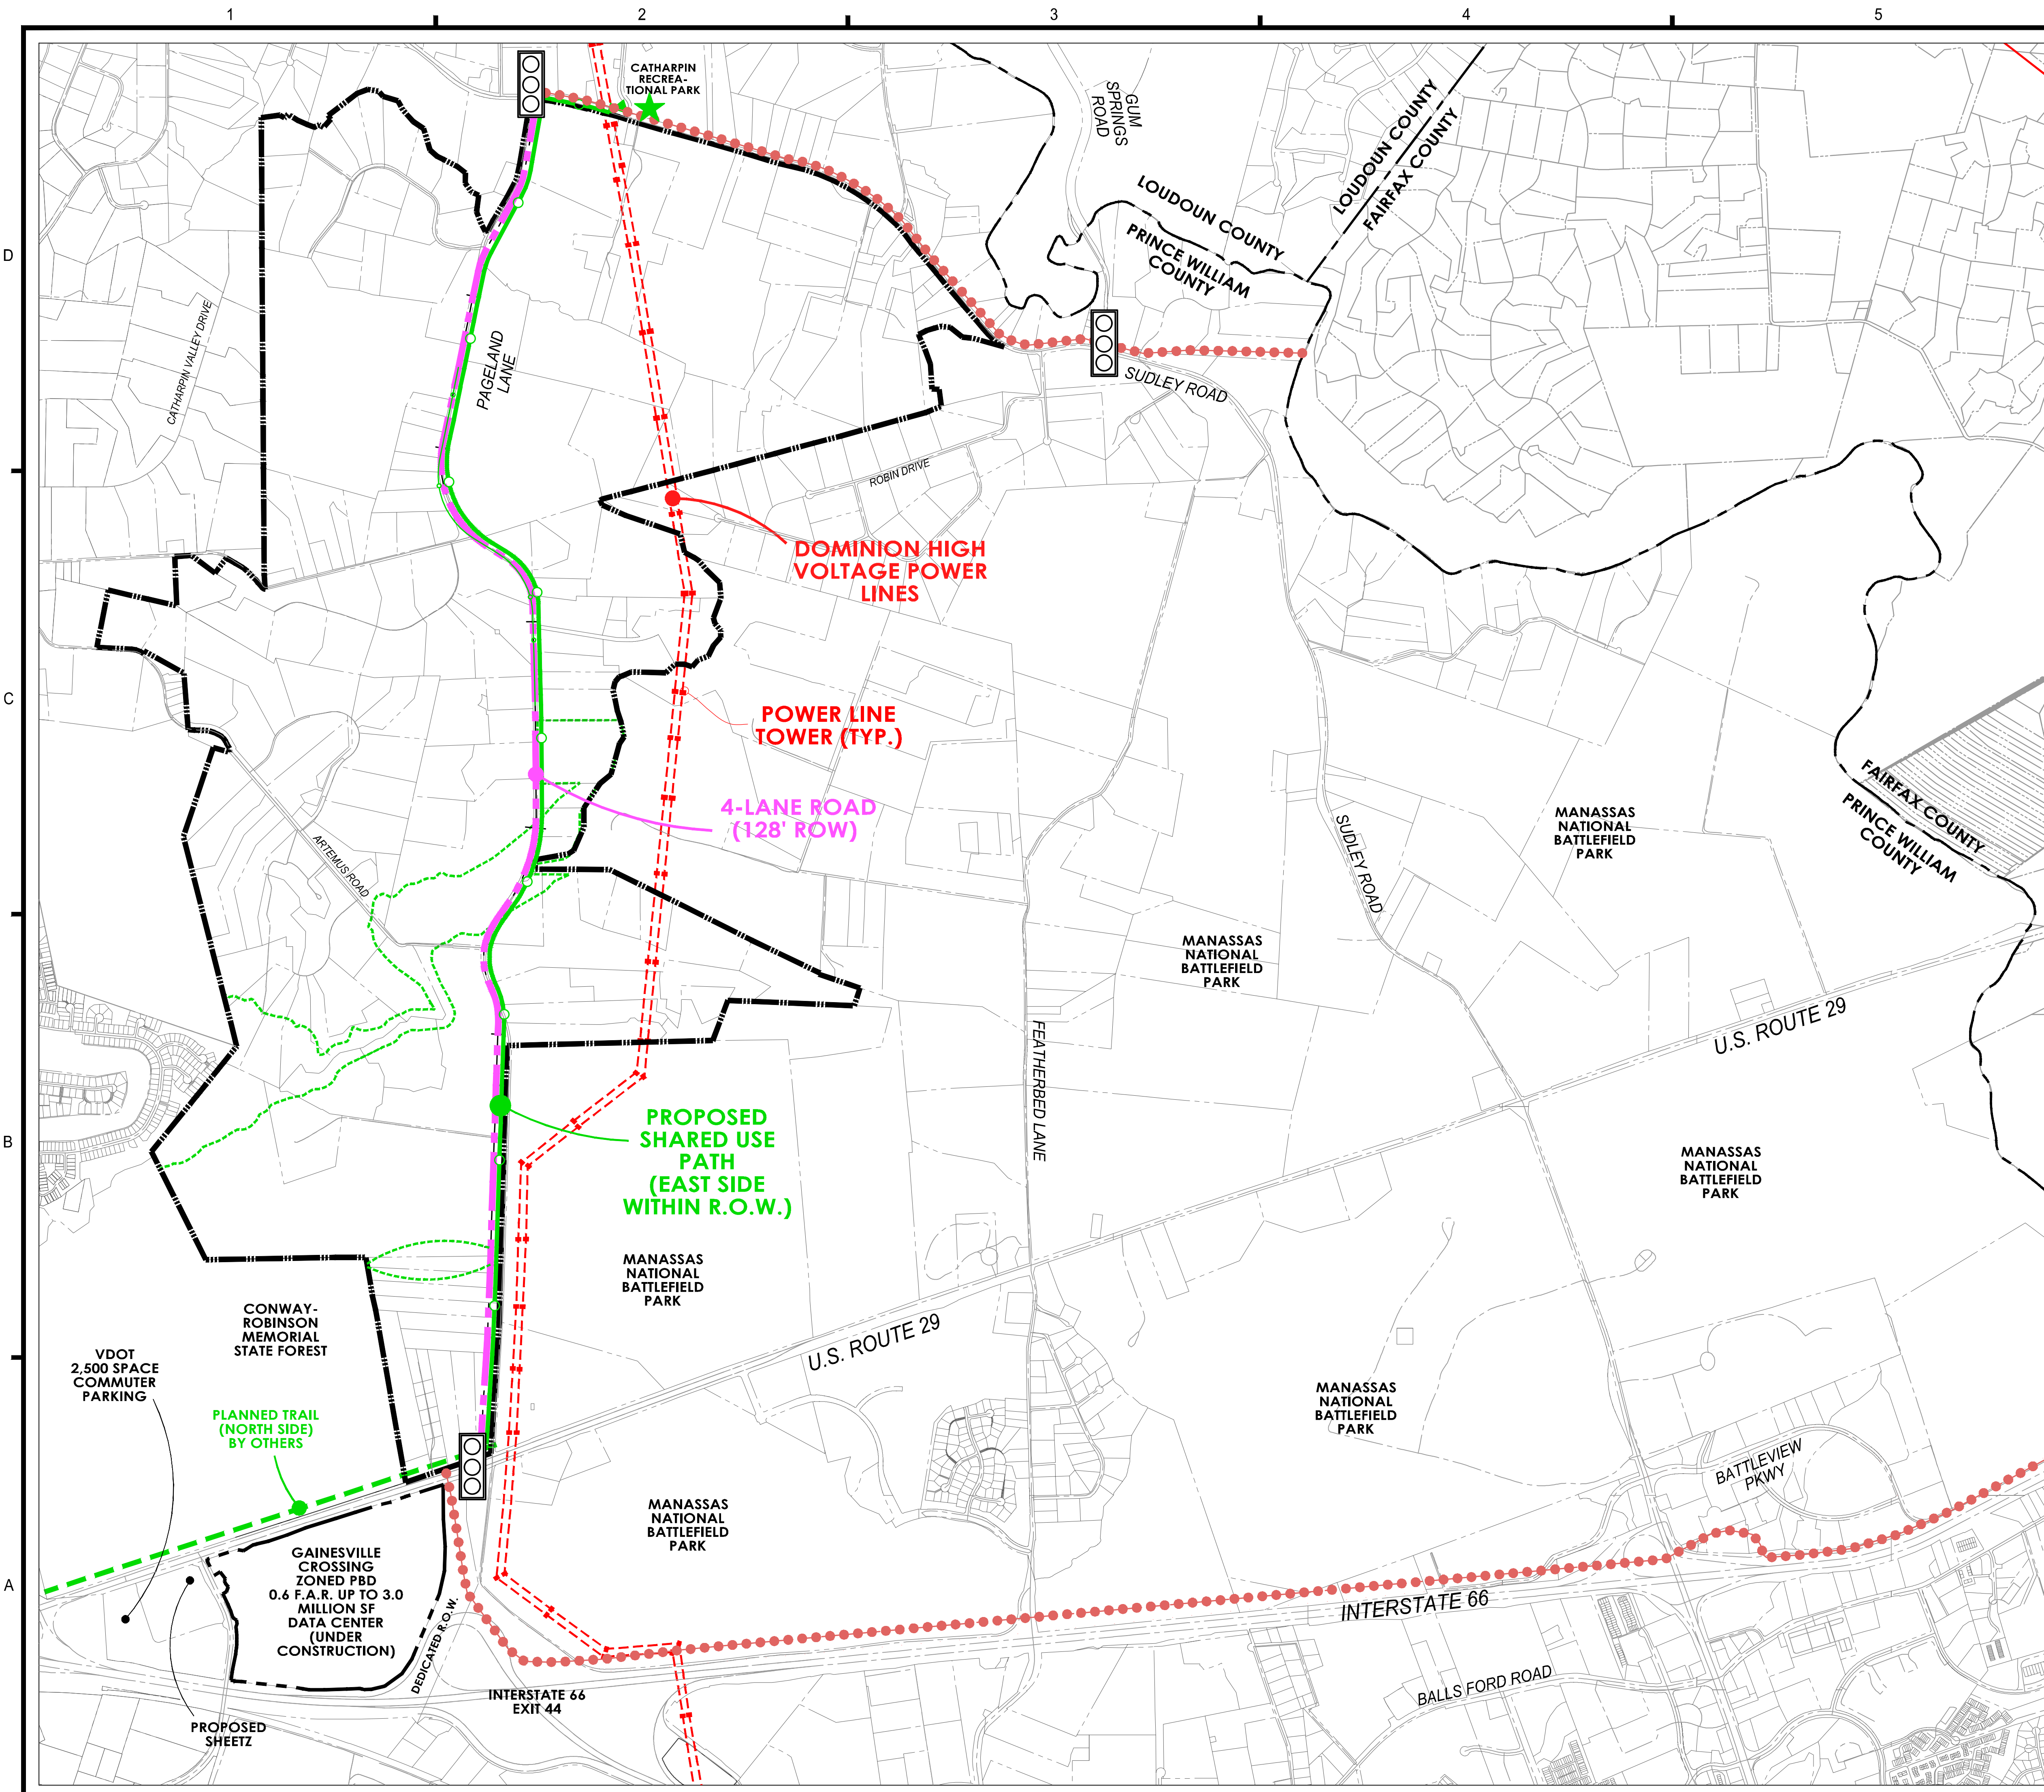 1
2
3
4
5
D
C
B
A
CATHARPIN
RECREA-
TIONAL PARK
GUM
SPRINGS
ROAD
LOUDOUN COUNTY
FAIRFAX COUNTY
LOUDOUN COUNTY
PRINCE WILLIAM
COUNTY
CATHARPIN VALLEY DRIVE
PAGELAND
LANE
SUDLEY ROAD
ROBIN DRIVE
DOMINION HIGH
VOLTAGE POWER
LINES
POWER LINE
TOWER (TYP.)
4-LANE ROAD
(128' ROW)
ARTEMUS ROAD
SUDLEY ROAD
MANASSAS
NATIONAL
BATTLEFIELD
PARK
FAIRFAX COUNTY
PRINCE WILLIAM
COUNTY
MANASSAS
NATIONAL
BATTLEFIELD
PARK
U.S. ROUTE 29
FEATHERBED LANE
PROPOSED
SHARED USE
PATH
(EAST SIDE
WITHIN R.O.W.)
MANASSAS
NATIONAL
BATTLEFIELD
PARK
MANASSAS
NATIONAL
BATTLEFIELD
PARK
CONWAY-
ROBINSON
MEMORIAL
STATE FOREST
U.S. ROUTE 29
VDOT
2,500 SPACE
COMMUTER
PARKING
PLANNED TRAIL
(NORTH SIDE)
BY OTHERS
MANASSAS
NATIONAL
BATTLEFIELD
PARK
BATTLEVIEW
PKWY
MANASSAS
NATIONAL
BATTLEFIELD
PARK
GAINESVILLE
CROSSING
ZONED PBD
0.6 F.A.R. UP TO 3.0
MILLION SF
DATA CENTER
(UNDER
CONSTRUCTION)
DEDICATED R.O.W.
INTERSTATE 66
BALLS FORD ROAD
INTERSTATE 66
EXIT 44
PROPOSED
SHEETZ